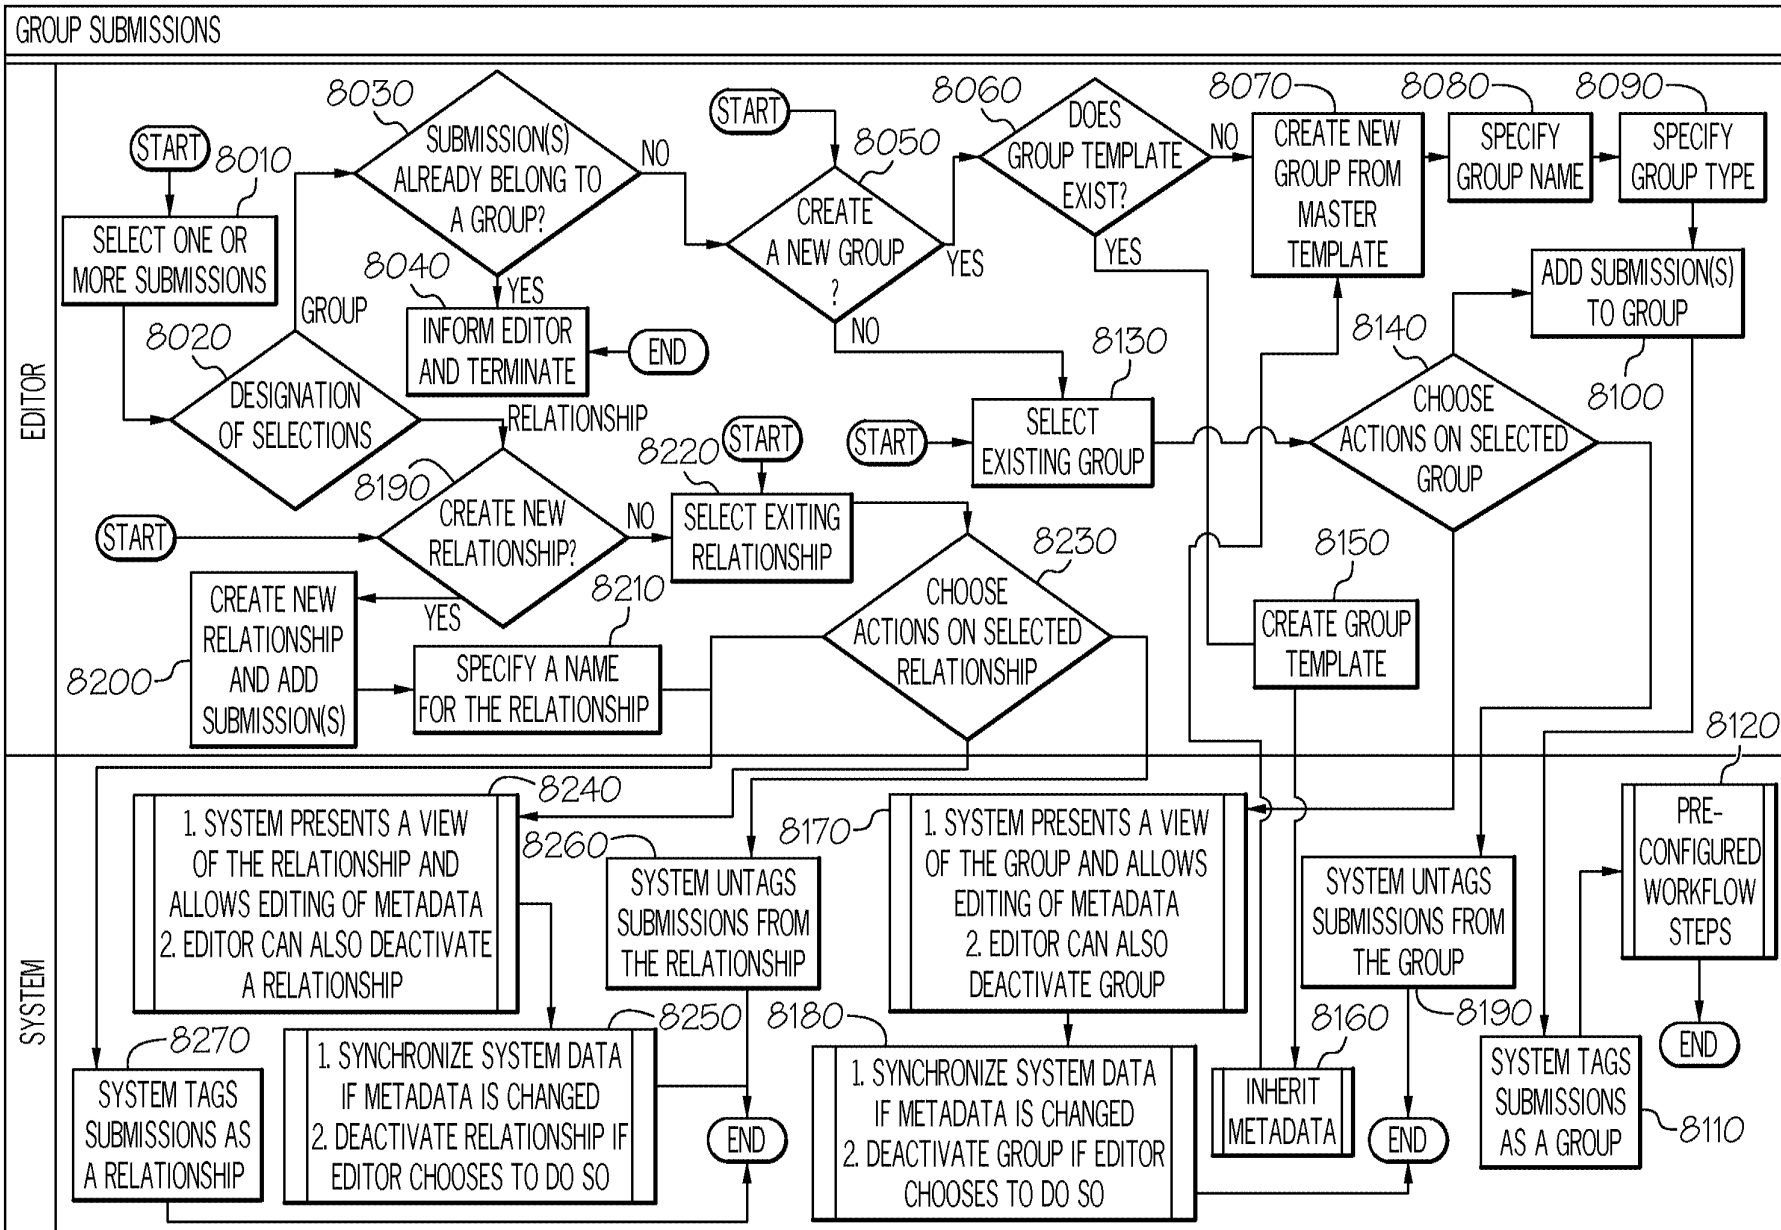 GROUP SUBMISSIONS
EDITOR
START
8010
SELECT ONE OR
MORE SUBMISSIONS
8020
DESIGNATION
OF SELECTIONS
GROUP
RELATIONSHIP
8030
SUBMISSION(S)
ALREADY BELONG TO
A GROUP?
NO
YES
8040
INFORM EDITOR
AND TERMINATE
END
START
8050
CREATE
A NEW GROUP
?
YES
NO
8060
DOES
GROUP TEMPLATE
EXIST?
NO
YES
8070
CREATE NEW
GROUP FROM
MASTER
TEMPLATE
8080
SPECIFY
GROUP NAME
8090
SPECIFY
GROUP TYPE
ADD SUBMISSION(S)
TO GROUP
8100
8130
START
SELECT
EXISTING GROUP
8140
CHOOSE
ACTIONS ON SELECTED
GROUP
START
8190
CREATE NEW
RELATIONSHIP?
NO
YES
8220
START
SELECT EXITING
RELATIONSHIP
8230
CHOOSE
ACTIONS ON SELECTED
RELATIONSHIP
8150
CREATE GROUP
TEMPLATE
8200
CREATE NEW
RELATIONSHIP
AND ADD
SUBMISSION(S)
8210
SPECIFY A NAME
FOR THE RELATIONSHIP
SYSTEM
8240
1. SYSTEM PRESENTS A VIEW
OF THE RELATIONSHIP AND
ALLOWS EDITING OF METADATA
2. EDITOR CAN ALSO DEACTIVATE
A RELATIONSHIP
8260
SYSTEM UNTAGS
SUBMISSIONS FROM
THE RELATIONSHIP
8170
1. SYSTEM PRESENTS A VIEW
OF THE GROUP AND ALLOWS
EDITING OF METADATA
2. EDITOR CAN ALSO
DEACTIVATE GROUP
SYSTEM UNTAGS
SUBMISSIONS FROM
THE GROUP
8190
8120
PRE-
CONFIGURED
WORKFLOW
STEPS
END
8270
SYSTEM TAGS
SUBMISSIONS AS
A RELATIONSHIP
8250
1. SYNCHRONIZE SYSTEM DATA
IF METADATA IS CHANGED
2. DEACTIVATE RELATIONSHIP IF
EDITOR CHOOSES TO DO SO
END
8180
1. SYNCHRONIZE SYSTEM DATA
IF METADATA IS CHANGED
2. DEACTIVATE GROUP IF EDITOR
CHOOSES TO DO SO
8160
INHERIT
METADATA
END
SYSTEM TAGS
SUBMISSIONS
AS A GROUP
8110